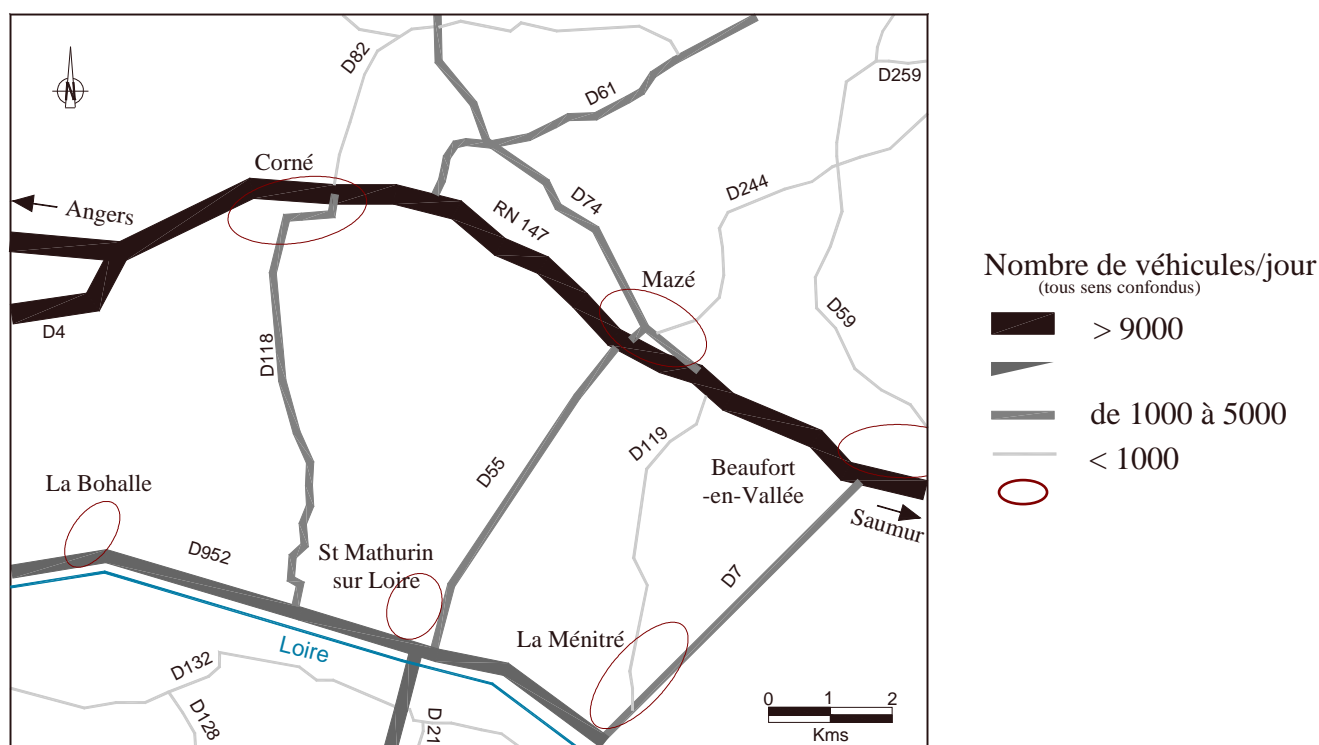 D82
D259
D61
N
Corné
D244
D74
Angers
RN 147
Mazé
D4
D118
D59
D119
D55
Beaufort
-en-Vallée
La Bohalle
Saumur
D952
St Mathurin
sur Loire
D7
La Ménitré
Loire
D132
D128
D 21
0 1 2
Kms
Nombre de véhicules/jour
(tous sens confondus)
> 9000
de 1000 à 5000
< 1000